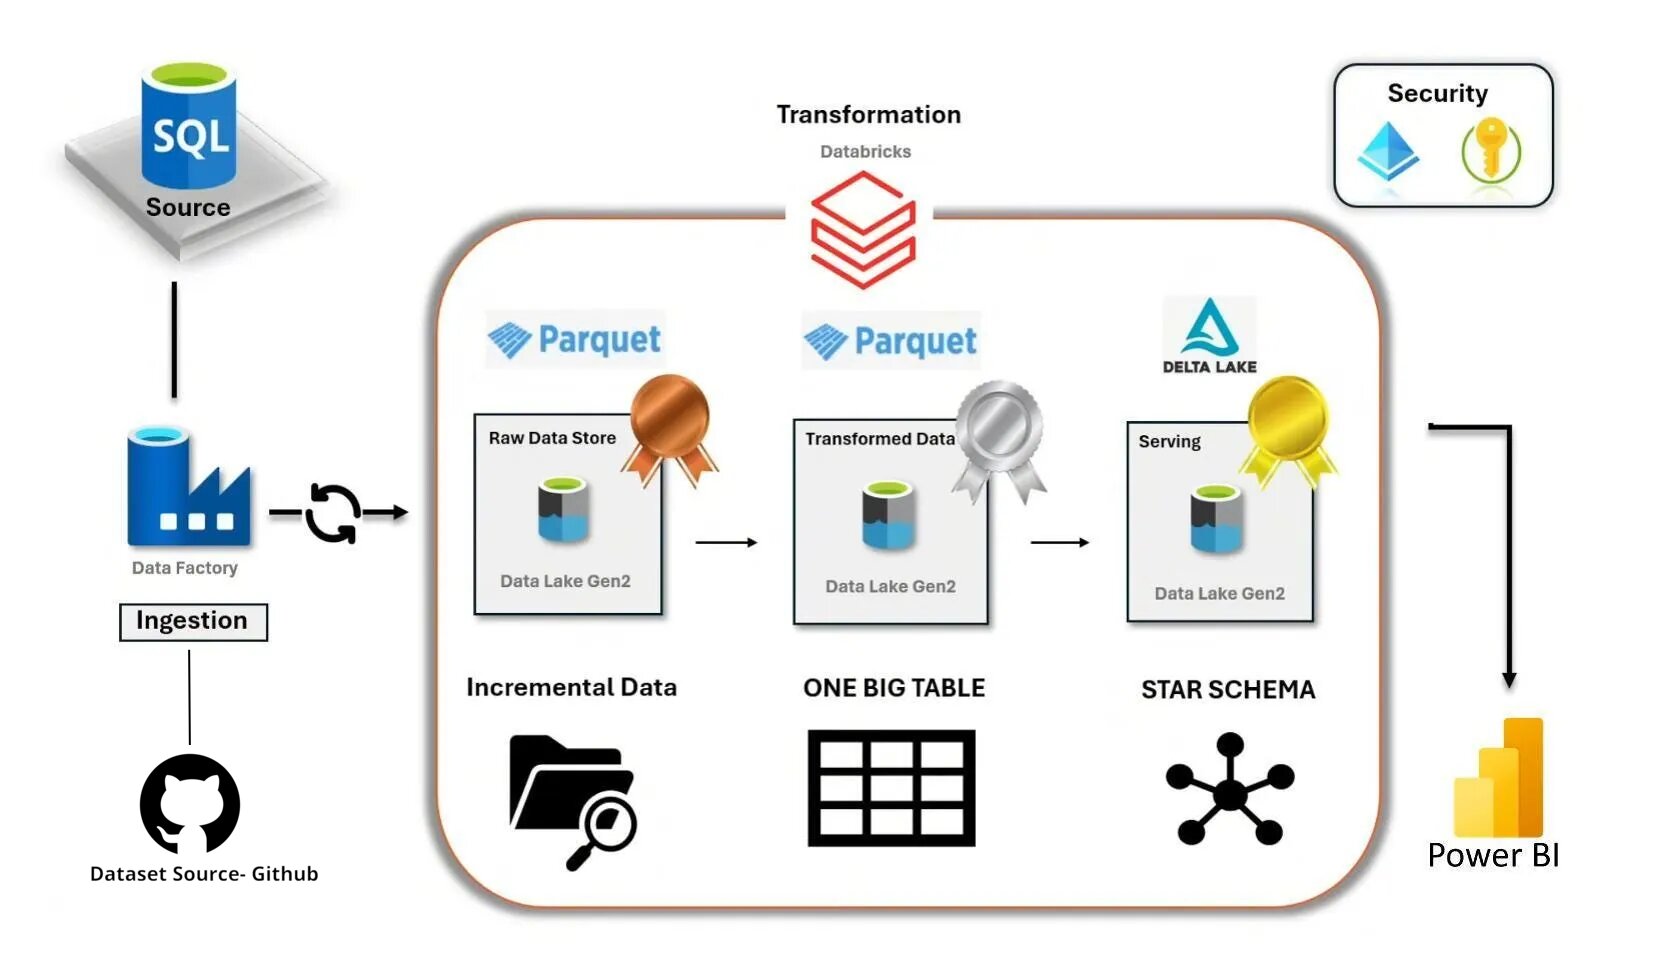 SQL
Source
Data Factory
Ingestion
Dataset Source- Github
Transformation
Databricks
Parquet
Raw Data Store
Data Lake Gen2
Incremental Data
Parquet
Transformed Data
Data Lake Gen2
ONE BIG TABLE
DELTA LAKE
Serving
Data Lake Gen2
STAR SCHEMA
Security
Power BI